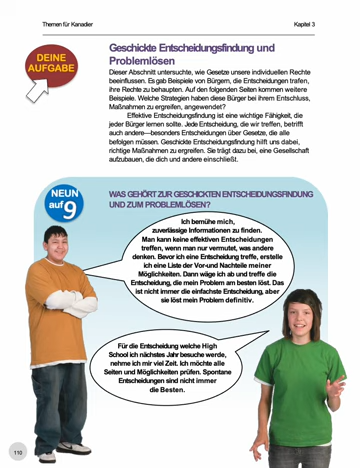 Themen für Kanadier
Kapitel 3
DEINE
AUFGABE
Geschickte Entscheidungsfindung und
Problemlösen
Dieser Abschnitt untersuchte, wie Gesetze unsere individuellen Rechte
beeinflussen. Es gab Beispiele von Bürgern, die Entscheidungen trafen,
ihre Rechte zu behaupten. Auf den folgenden Seiten kommen weitere
Beispiele. Welche Strategien haben diese Bürger bei ihrem Entschluss,
Maßnahmen zu ergreifen, angewendet?
Effektive Entscheidungsfindung ist eine wichtige Fähigkeit, die
jeder Bürger lernen sollte. Jede Entscheidung, die wir treffen, betrifft
auch andere—besonders Entscheidungen über Gesetze, die alle
befolgen müssen. Geschickte Entscheidungsfindung hilft uns dabei,
richtige Maßnahmen zu ergreifen. Sie trägt dazu bei, eine Gesellschaft
aufzubauen, die dich und andere einschließt.
NEUN
auf 9
WAS GEHÖRT ZUR GESCHICKTEN ENTSCHEIDUNGSFINDUNG
UND ZUM PROBLEMLÖSEN?
Ich bemühe mich,
zuverlässige Informationen zu finden.
Man kann keine effektiven Entscheidungen
treffen, wenn man nur vermutet, was andere
denken. Bevor ich eine Entscheidung treffe, erstelle
ich eine Liste der Vor-und Nachteile meiner
Möglichkeiten. Dann wäge ich ab und treffe die
Entscheidung, die mein Problem am besten löst. Das
ist nicht immer die einfachste Entscheidung, aber
sie löst mein Problem definitiv.
Für die Entscheidung welche High
School ich nächstes Jahr besuche werde,
nehme ich mir viel Zeit. Ich möchte alle
Seiten und Möglichkeiten prüfen. Spontane
Entscheidungen sind nicht immer
die Besten.
110